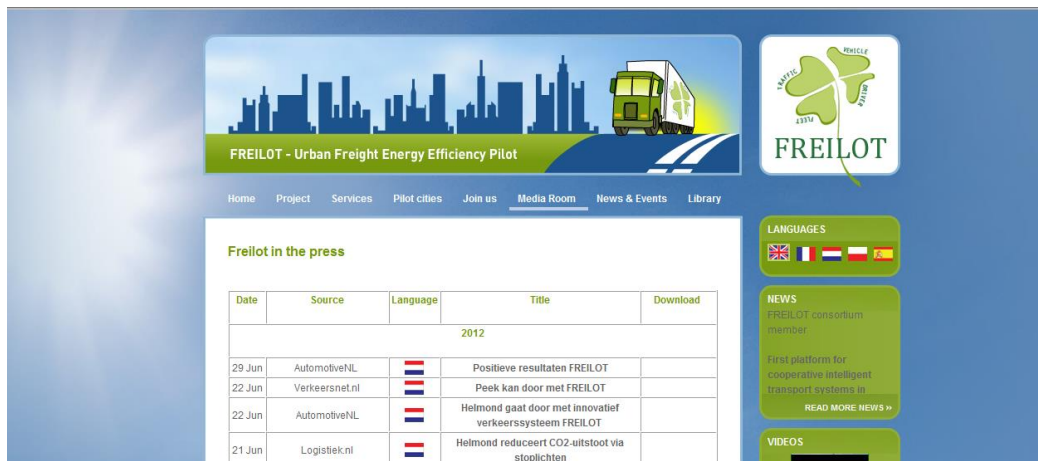 TRAFFIC
VEHICLE
DRIVER
FLEET
FREILOT
FREILOT - Urban Freight Energy Efficiency Pilot
Home Project Services Pilot cities Join us Media Room News & Events Library
Freilot in the press
Date Source Language Title Download
2012
29 Jun AutomotiveNL Positieve resultaten FREILOT
22 Jun Verkeersnet.nl Peek kan door met FREILOT
22 Jun AutomotiveNL Helmond gaat door met innovatief
verkeerssysteem FREILOT
21 Jun Logistiek.nl Helmond reduceert CO2-uitstoot via
stoplichten
LANGUAGES
NEWS
FREILOT consortium
member
First platform for
cooperative intelligent
transport systems in
READ MORE NEWS »
VIDEOS